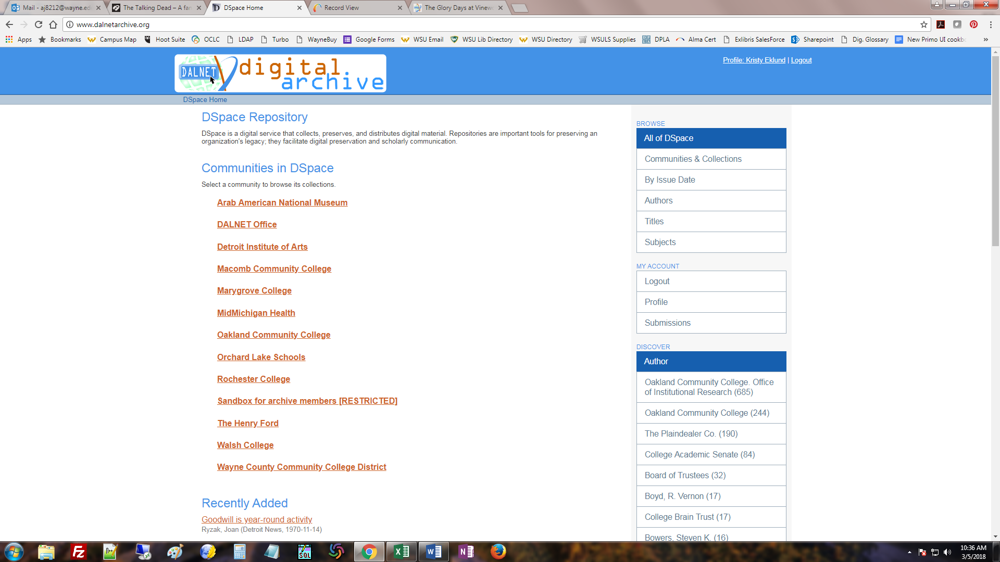 Mail - aj8212@wayne.ed
The Talking Dead – A fan
DSpace Home
Record View
The Glory Days at Vinew
www.dalnetarchive.org
Apps
Bookmarks
Campus Map
Hoot Suite
OCLC
LDAP
Turbo
WayneBuy
Google Forms
WSU Email
WSU Lib Directory
WSU Directory
WSULS Supplies
DPLA
Alma Cert
Exlibris SalesForce
Sharepoint
Dig. Glossary
New Primo UI cookb
DALNET digital archive
Profile: Kristy Eklund | Logout
DSpace Home
DSpace Repository
DSpace is a digital service that collects, preserves, and distributes digital material. Repositories are important tools for preserving an
organization's legacy; they facilitate digital preservation and scholarly communication.
Communities in DSpace
Select a community to browse its collections.
Arab American National Museum
DALNET Office
Detroit Institute of Arts
Macomb Community College
Marygrove College
MidMichigan Health
Oakland Community College
Orchard Lake Schools
Rochester College
Sandbox for archive members [RESTRICTED]
The Henry Ford
Walsh College
Wayne County Community College District
Recently Added
Goodwill is year-round activity
Ryzak, Joan (Detroit News, 1970-11-14)
BROWSE
All of DSpace
Communities & Collections
By Issue Date
Authors
Titles
Subjects
MY ACCOUNT
Logout
Profile
Submissions
DISCOVER
Author
Oakland Community College. Office
of Institutional Research (685)
Oakland Community College (244)
The Plaindealer Co. (190)
College Academic Senate (84)
Board of Trustees (32)
Boyd, R. Vernon (17)
College Brain Trust (17)
Bowers, Steven K. (16)
SQL
10:36 AM
3/5/2018